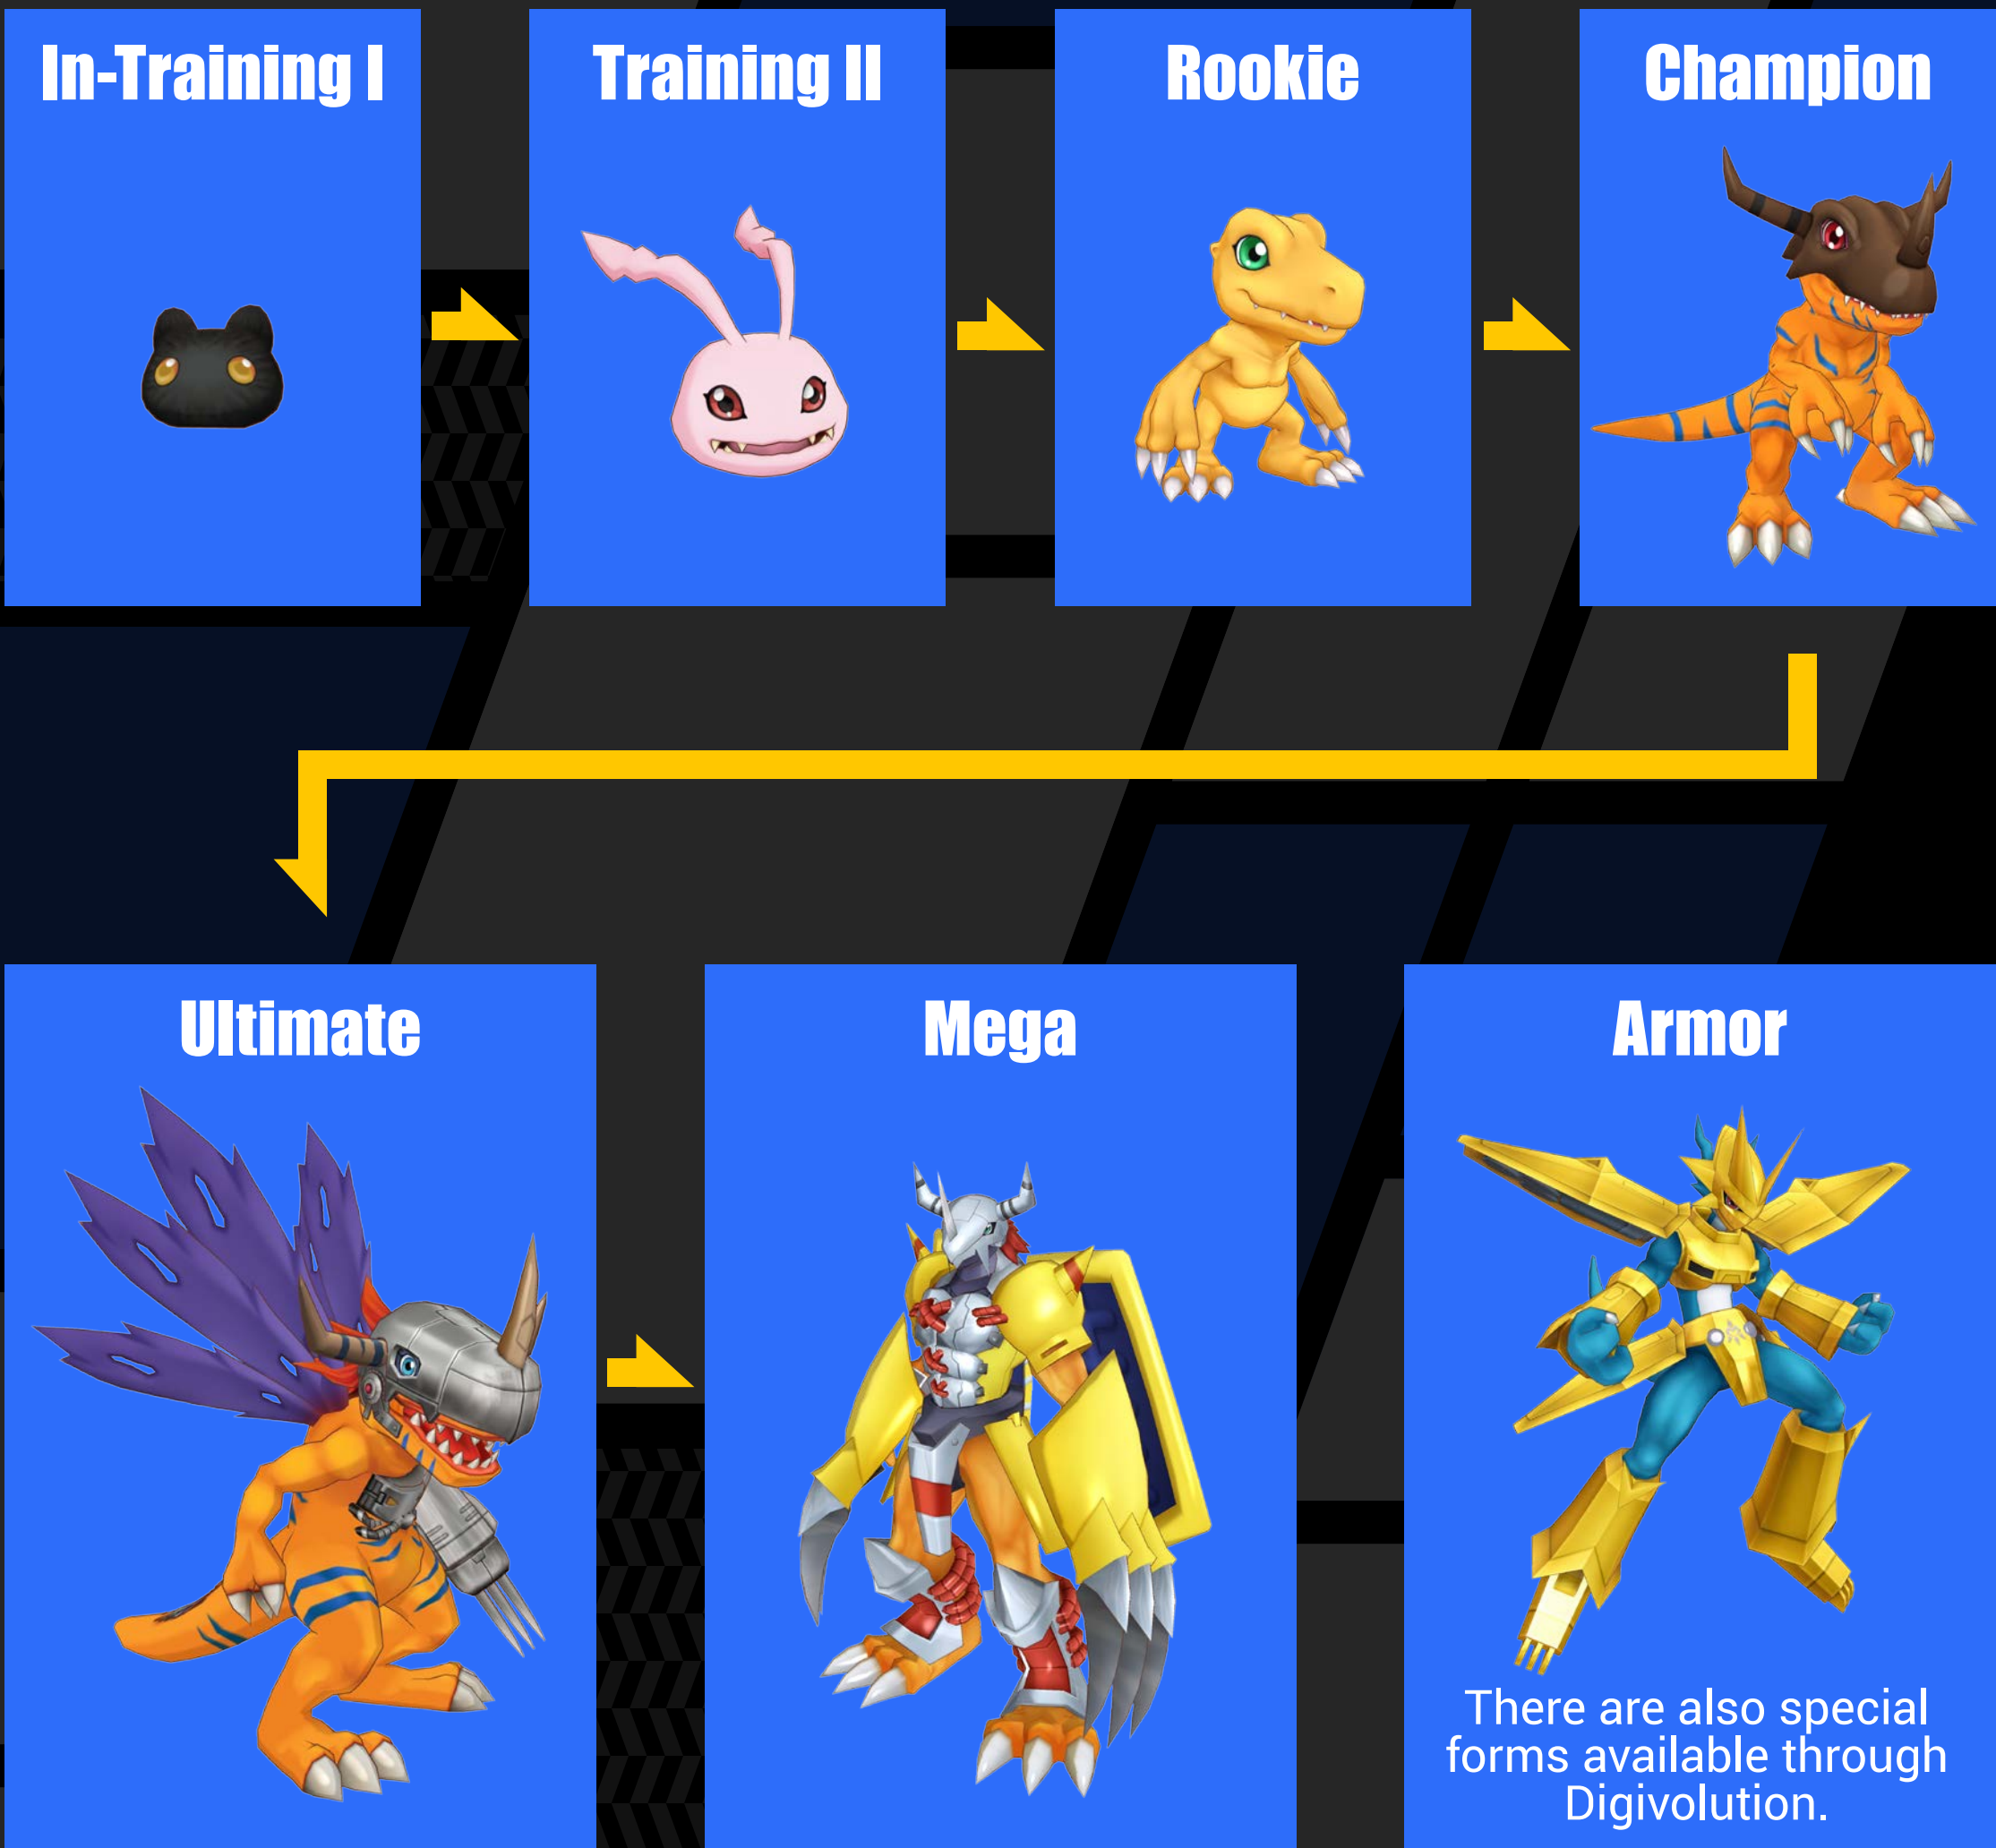 In-Training I
Training II
Rookie
Champion
Ultimate
Mega
Armor
There are also special
forms available through
Digivolution.